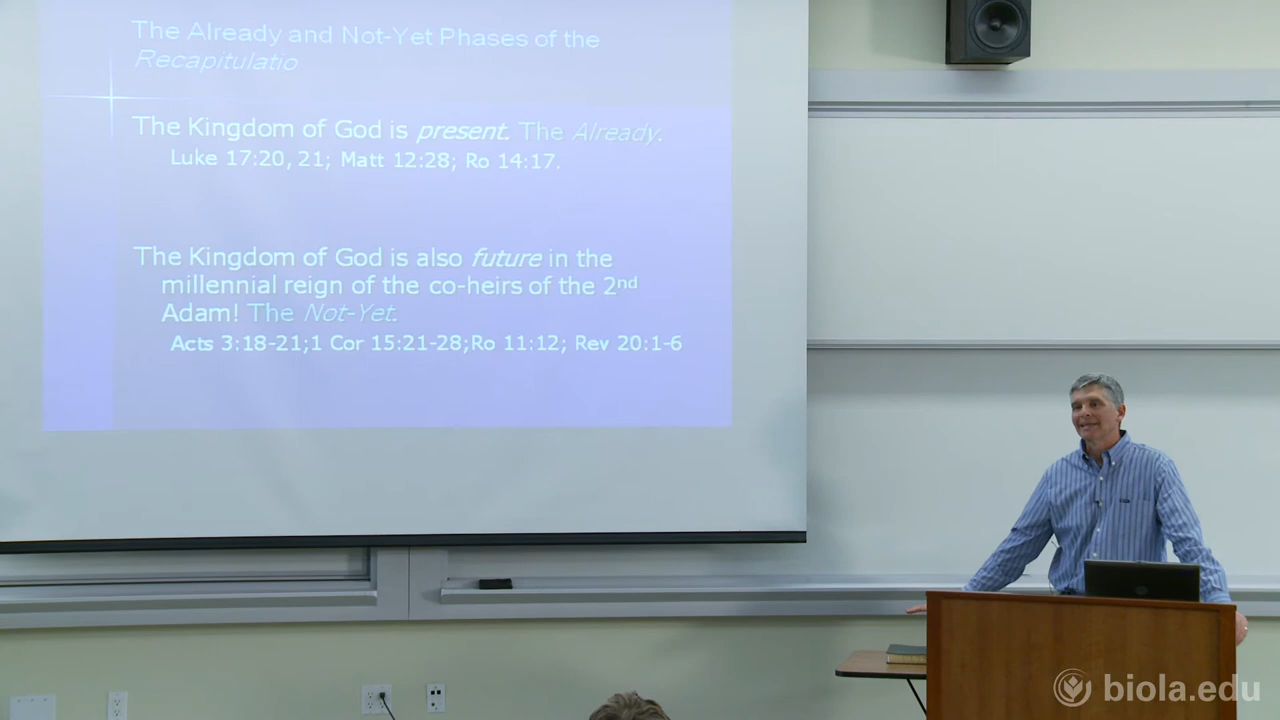 The Already and Not-Yet Phases of the
Recapitulatio
The Kingdom of God is present. The Already.
Luke 17:20, 21; Matt 12:28; Ro 14:17.
The Kingdom of God is also future in the
millennial reign of the co-heirs of the 2nd
Adam! The Not-Yet.
Acts 3:18-21;1 Cor 15:21-28;Ro 11:12; Rev 20:1-6
biola.edu